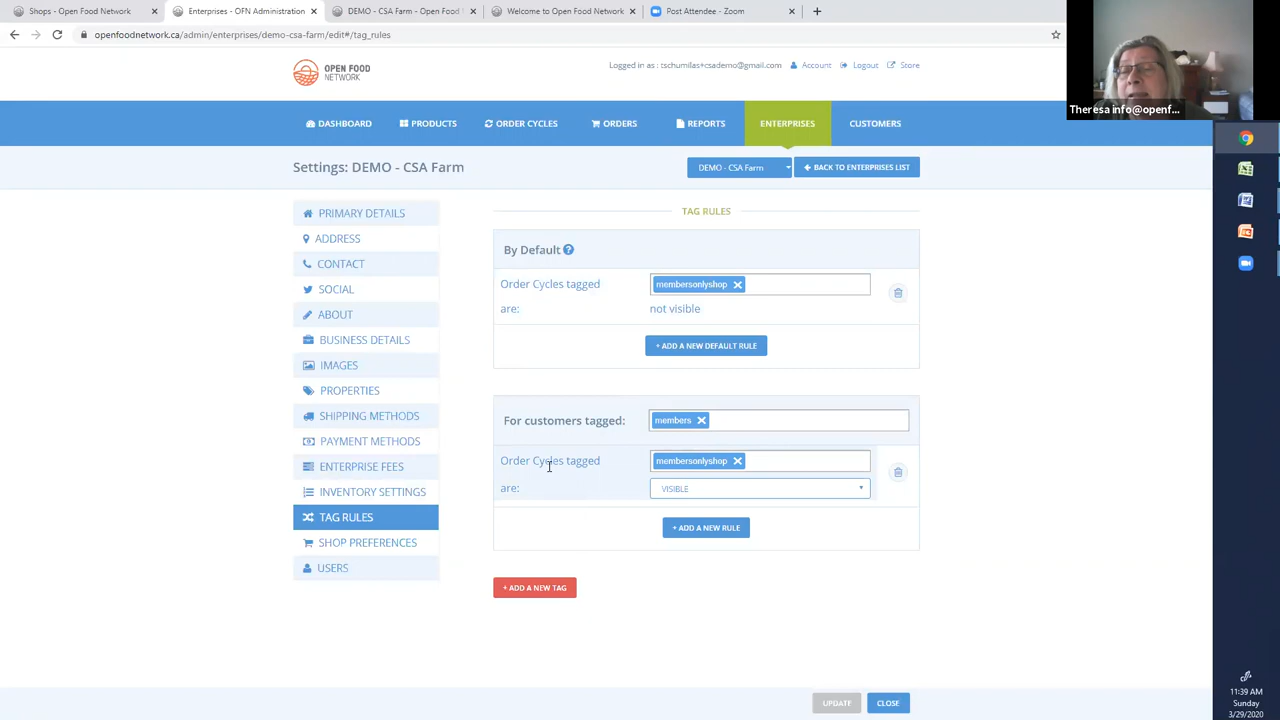 Shops - Open Food Network
Enterprises - OFN Administration
DEMO - CSA Farm - Open Food
Welcome to Open Food Network
Post Attendee - Zoom
openfoodnetwork.ca/admin/enterprises/demo-csa-farm/edit#/tag_rules
OPEN FOOD
NETWORK
Logged in as : tschumilas+csademo@gmail.com Account Logout Store
Theresa info@openf...
DASHBOARD PRODUCTS ORDER CYCLES ORDERS REPORTS ENTERPRISES CUSTOMERS
Settings: DEMO - CSA Farm
DEMO - CSA Farm
BACK TO ENTERPRISES LIST
PRIMARY DETAILS
ADDRESS
CONTACT
SOCIAL
ABOUT
BUSINESS DETAILS
IMAGES
PROPERTIES
SHIPPING METHODS
PAYMENT METHODS
ENTERPRISE FEES
INVENTORY SETTINGS
TAG RULES
SHOP PREFERENCES
USERS
TAG RULES
By Default ?
Order Cycles tagged membersonlyshop
are: not visible
+ ADD A NEW DEFAULT RULE
For customers tagged: members
Order Cycles tagged membersonlyshop
are: VISIBLE
+ ADD A NEW RULE
+ ADD A NEW TAG
UPDATE CLOSE
11:39 AM
Sunday
3/29/2020